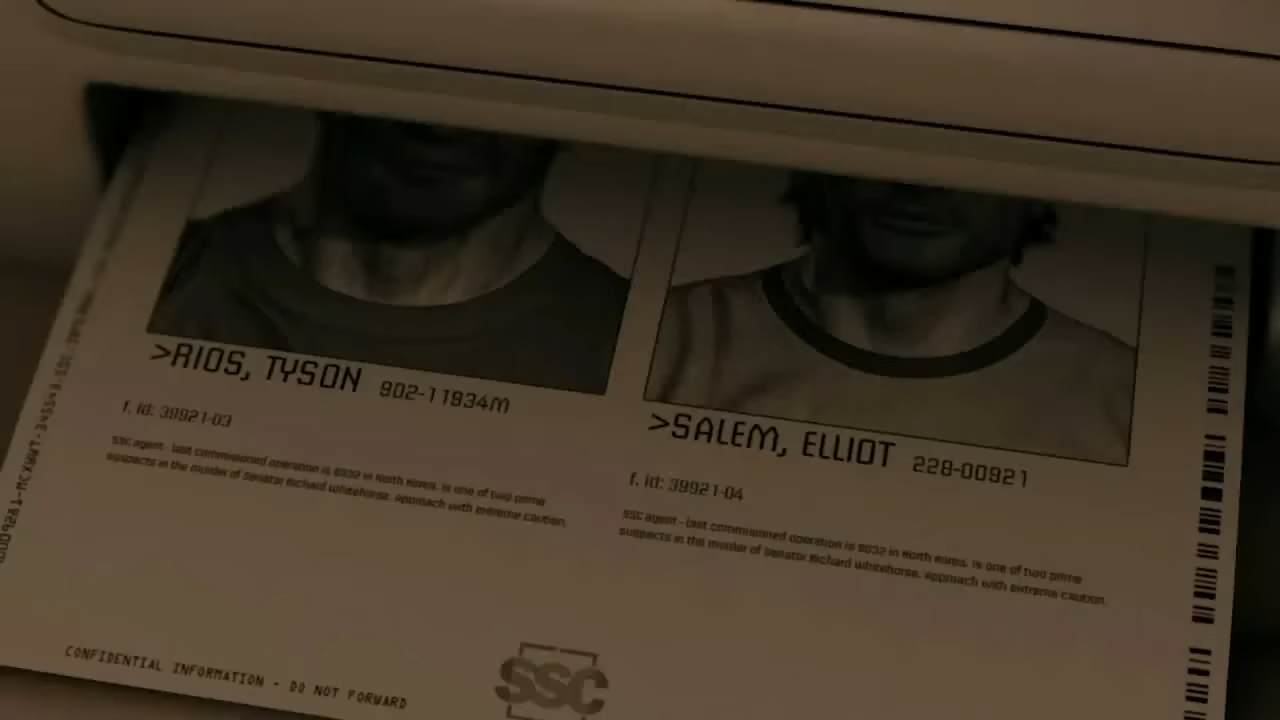 >RIOS, TYSON 902-11834M
f. id: 39921-03
SSC agent - last commissioned operation is 8032 in north korea. is one of two prime
suspects in the murder of Senator Richard Whitehorse. approach with extreme caution.
>SALEM, ELLIOT 228-00921
f. id: 39921-04
SSC agent - last commissioned operation is 8032 in north korea. is one of two prime
suspects in the murder of Senator Richard Whitehorse. approach with extreme caution.
CONFIDENTIAL INFORMATION - DO NOT FORWARD
SSC